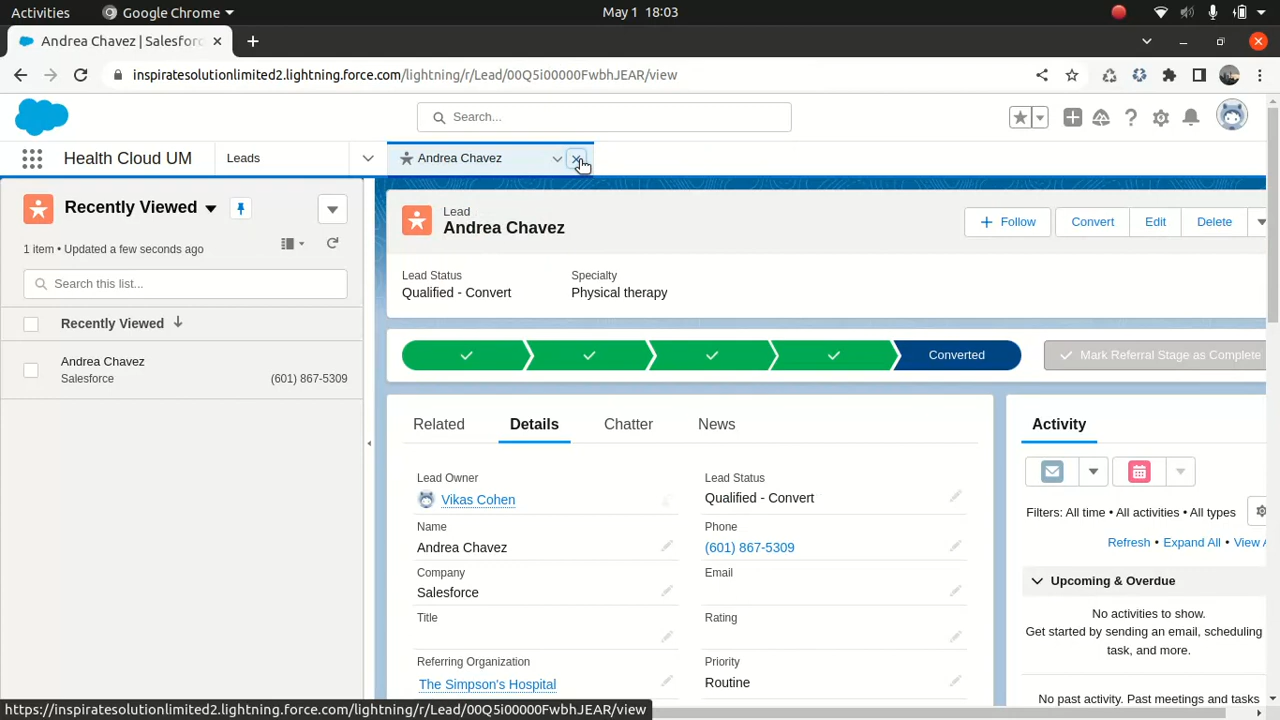 Activities
Google Chrome
May 1 18:03
Andrea Chavez | Salesforc
inspiratesolutionlimited2.lightning.force.com/lightning/r/Lead/00Q5i00000FwbhJEAR/view
Search...
Health Cloud UM
Leads
Andrea Chavez
Recently Viewed
1 item • Updated a few seconds ago
Search this list...
Recently Viewed
Andrea Chavez
Salesforce
(601) 867-5309
Lead
Andrea Chavez
Follow
Convert
Edit
Delete
Lead Status
Qualified - Convert
Specialty
Physical therapy
Converted
Mark Referral Stage as Complete
Related
Details
Chatter
News
Lead Owner
Vikas Cohen
Lead Status
Qualified - Convert
Name
Andrea Chavez
Phone
(601) 867-5309
Company
Salesforce
Email
Title
Rating
Referring Organization
The Simpson's Hospital
Priority
Routine
Activity
Filters: All time • All activities • All types
Refresh • Expand All • View A
Upcoming & Overdue
No activities to show.
Get started by sending an email, scheduling
task, and more.
No past activity. Past meetings and tasks
https://inspiratesolutionlimited2.lightning.force.com/lightning/r/Lead/00Q5i00000FwbhJEAR/view